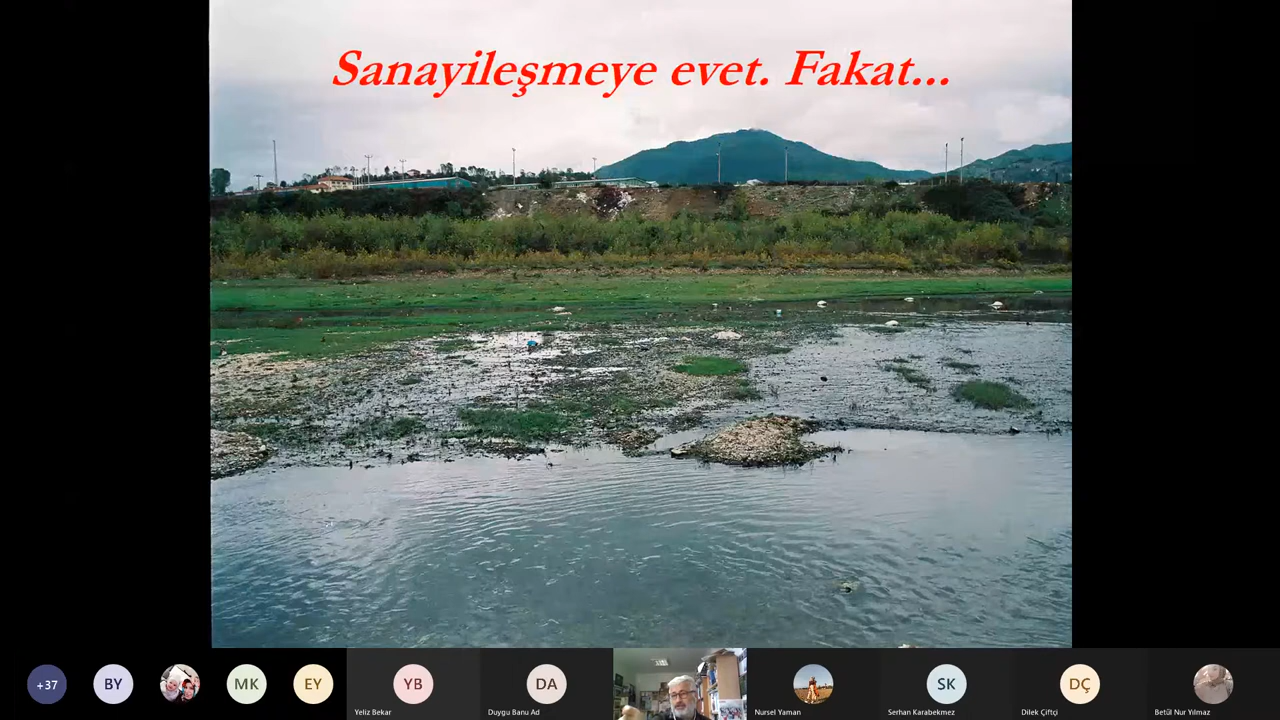 Sanayileşmeye evet. Fakat...
+37
BY
MK
EY
YB
Yeliz Bekar
DA
Duygu Banu Ad
Nursel Yaman
SK
Serhan Karabekmez
DÇ
Dilek Çiftçi
Betül Nur Yılmaz